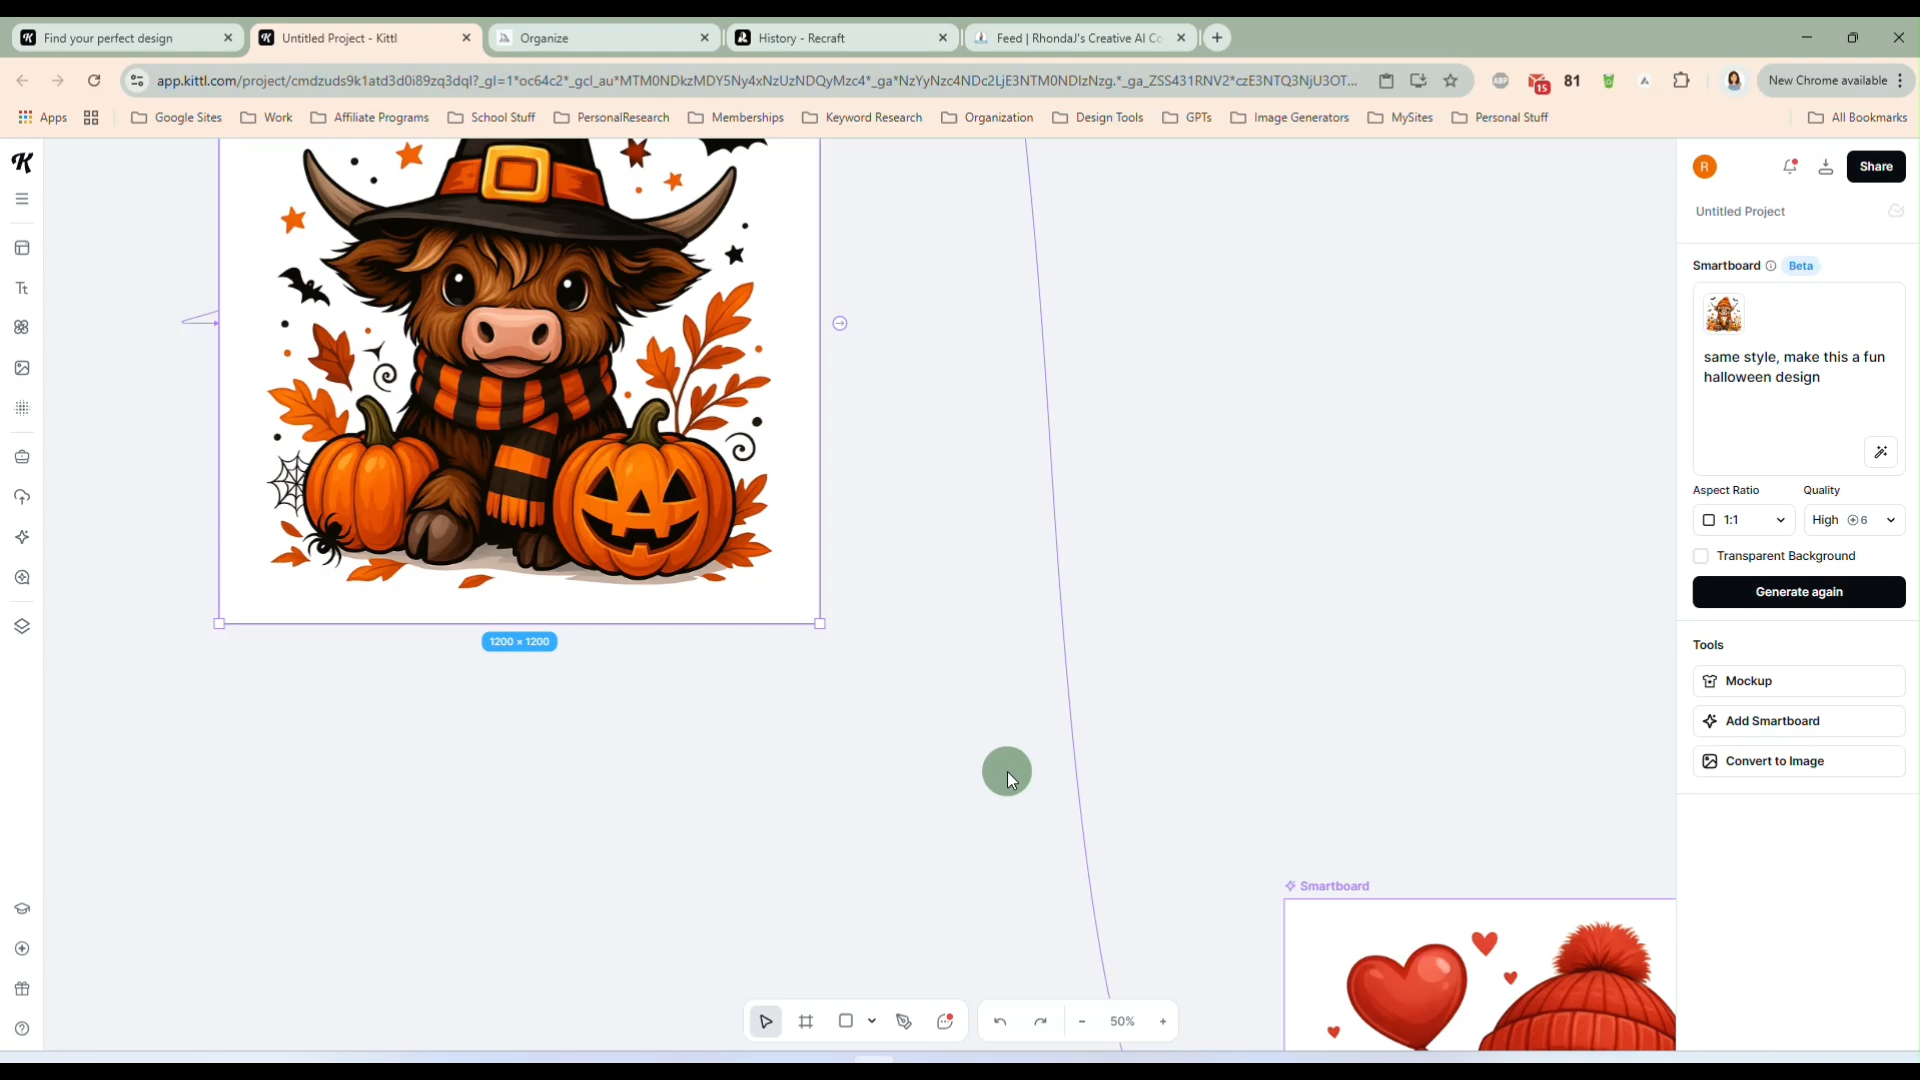 Find your perfect design
Untitled Project - Kittl
Organize
History - Recraft
Feed | RhondaJ's Creative AI Co
app.kittl.com/project/cmdzuds9k1atd3d0i89zq3dql?_gl=1*oc64c2*_gcl_au*MTM0NDkzMDY5Ny4xNzUzNDQyMzc4*_ga*NzYyNzc4NDc2LjE3NTM0NDIzNzg.*_ga_ZSS431RNV2*czE3NTQ3NjU3OT...
15
81
New Chrome available
Apps
Google Sites
Work
Affiliate Programs
School Stuff
PersonalResearch
Memberships
Keyword Research
Organization
Design Tools
GPTs
Image Generators
MySites
Personal Stuff
All Bookmarks
R
Share
Untitled Project
Smartboard
Beta
same style, make this a fun
halloween design
Aspect Ratio
Quality
1:1
High
6
Transparent Background
Generate again
Tools
Mockup
Add Smartboard
Convert to Image
Tt
1200 × 1200
Smartboard
50%